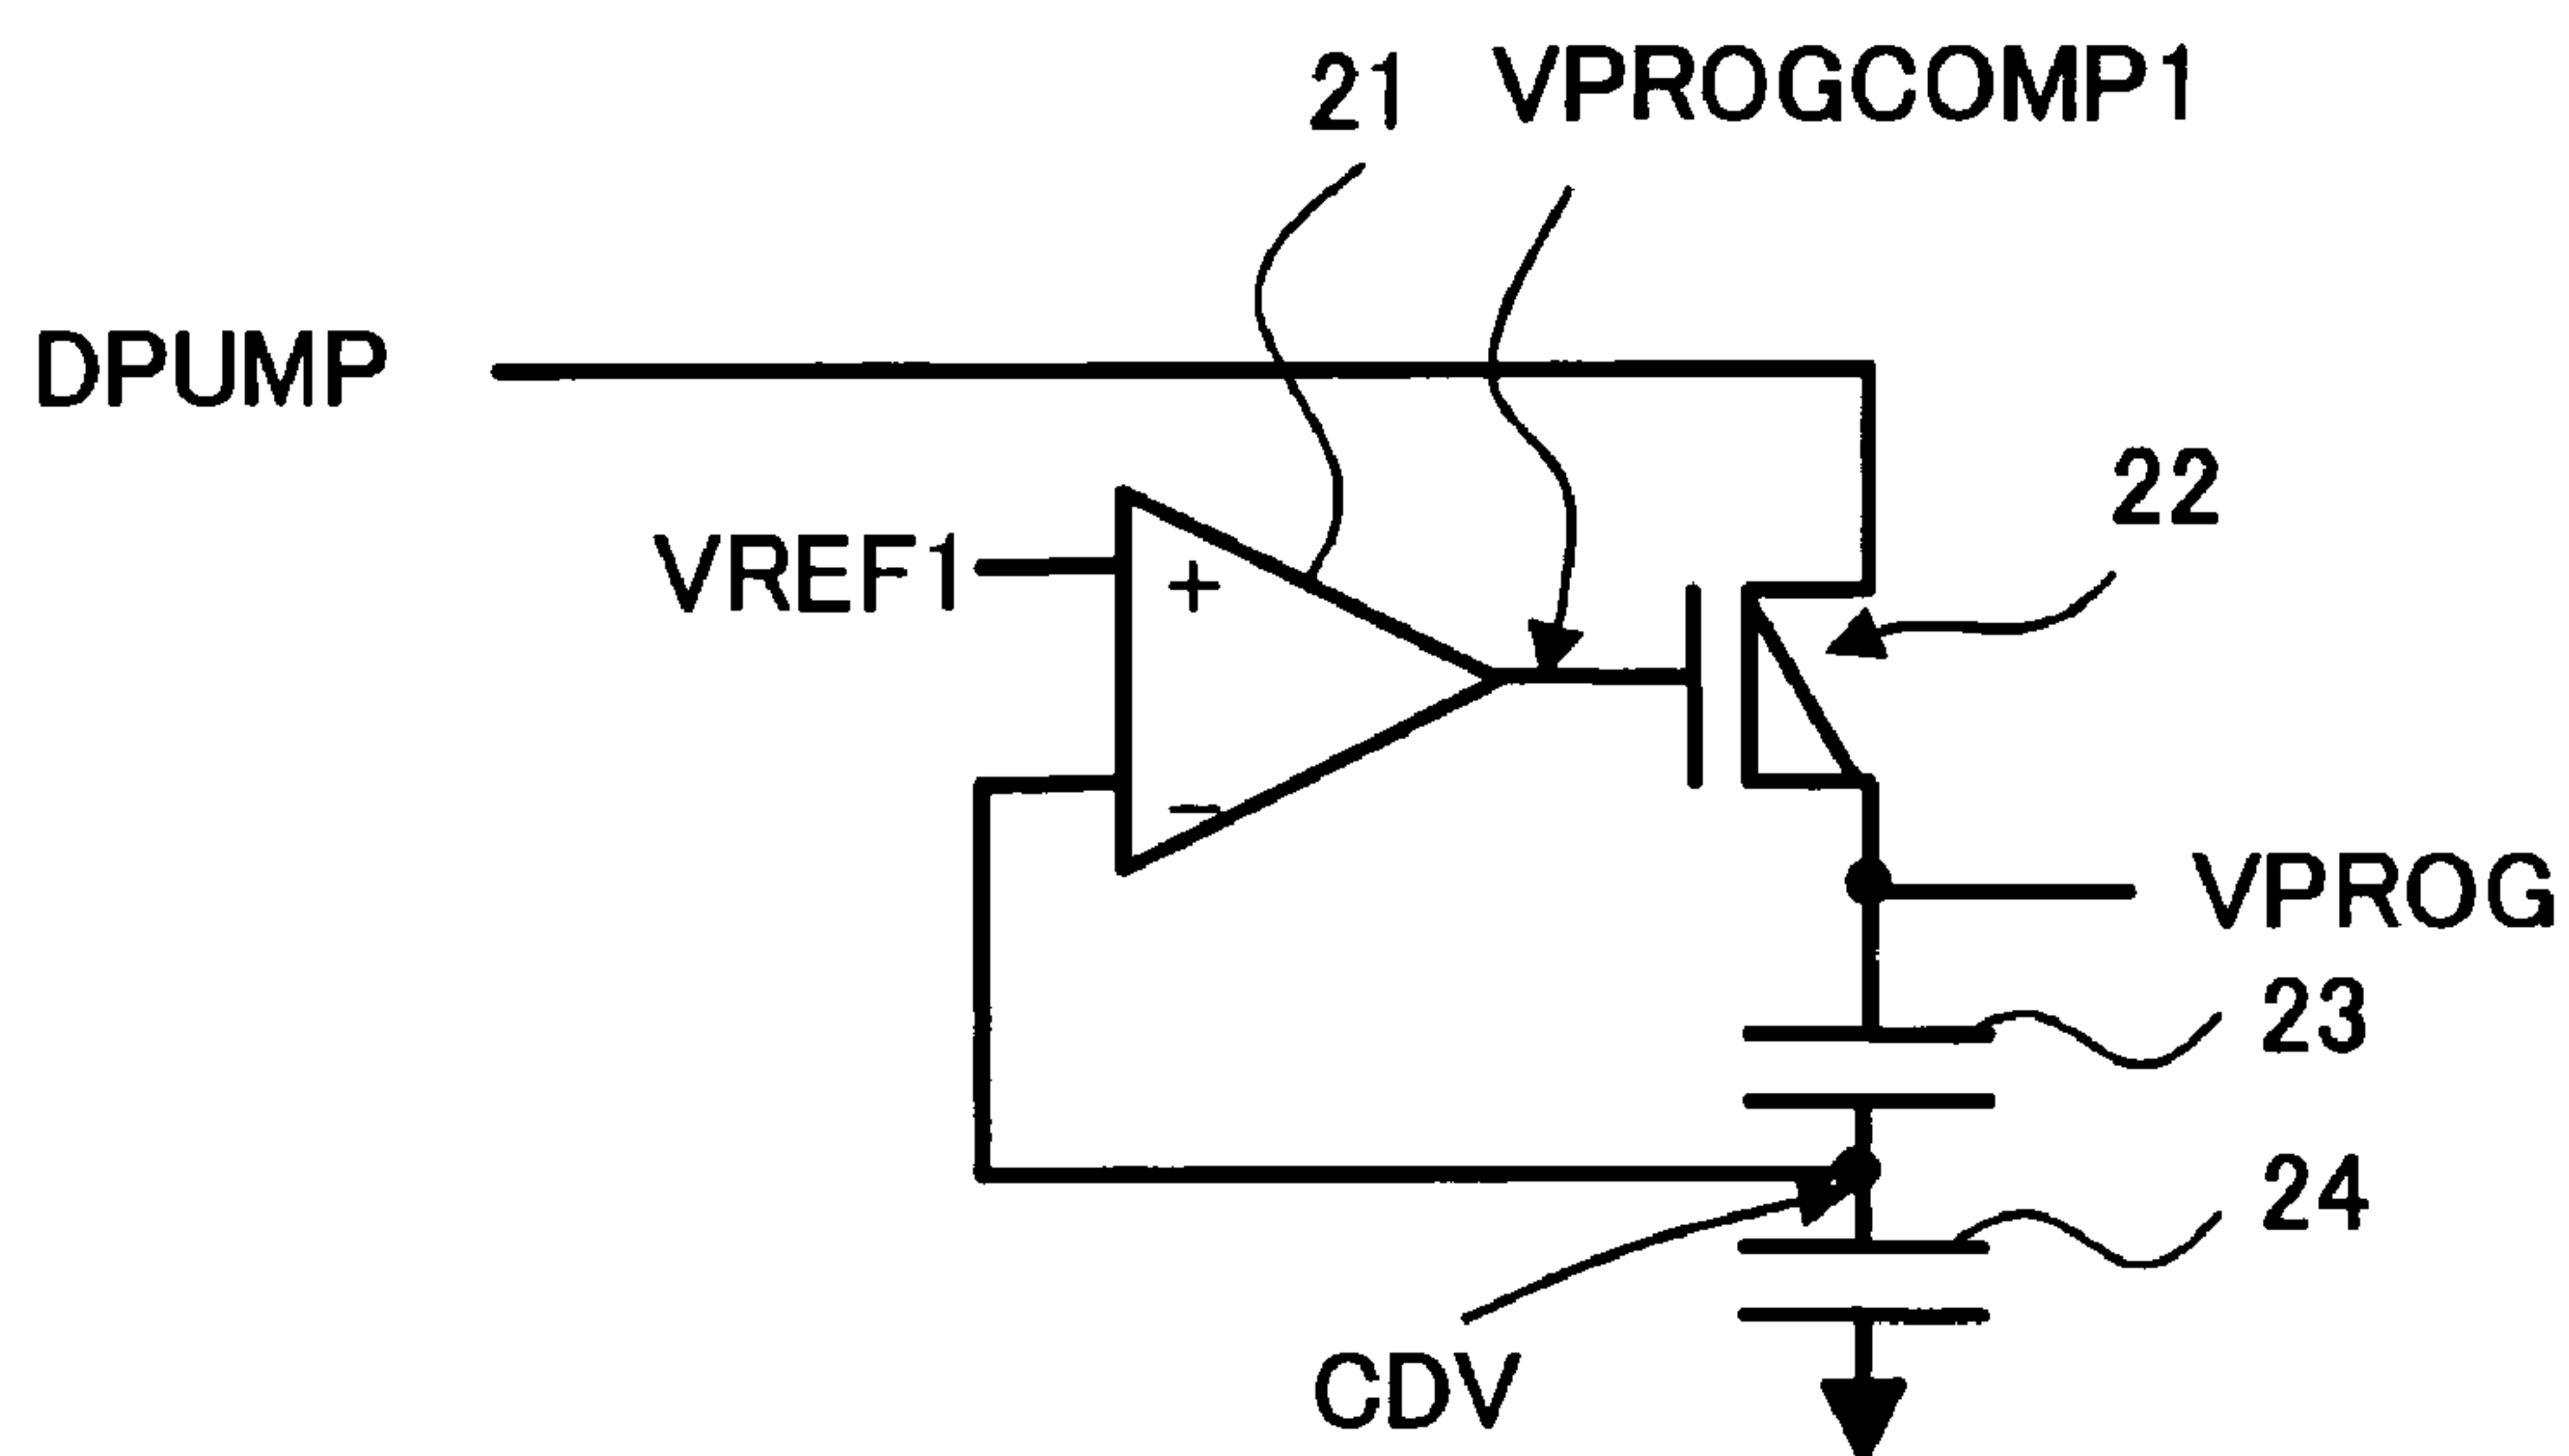 21 VPROGCOMP1
DPUMP
22
VREF1
+
−
VPROG
23
24
CDV